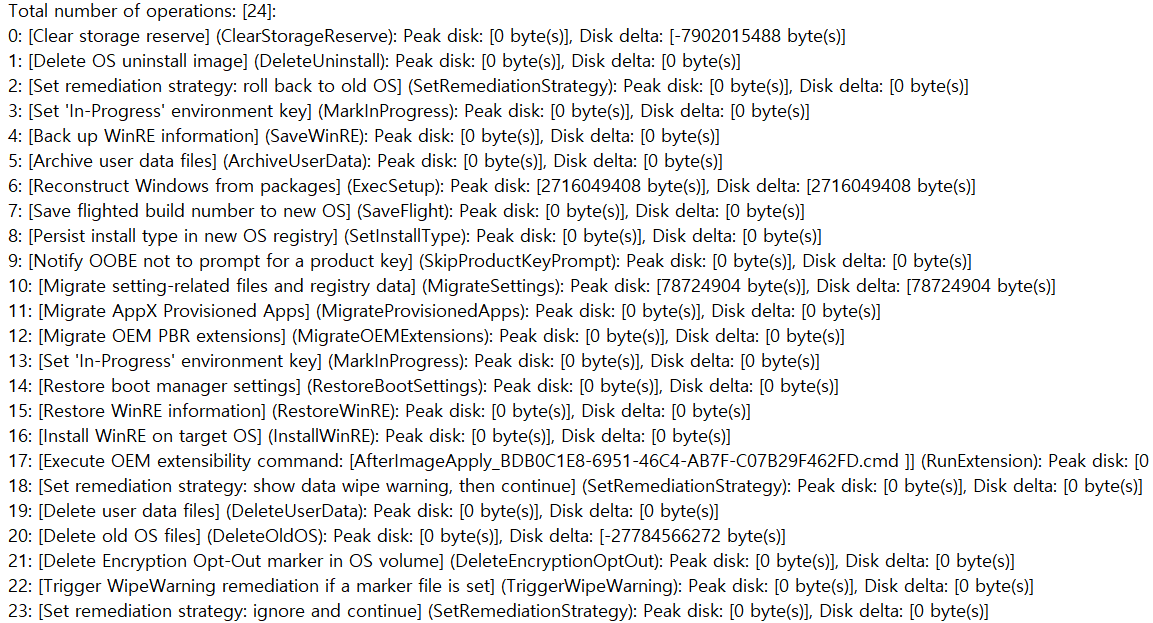 Total number of operations: [24]:
0: [Clear storage reserve] (ClearStorageReserve): Peak disk: [0 byte(s)], Disk delta: [-7902015488 byte(s)]
1: [Delete OS uninstall image] (DeleteUninstall): Peak disk: [0 byte(s)], Disk delta: [0 byte(s)]
2: [Set remediation strategy: roll back to old OS] (SetRemediationStrategy): Peak disk: [0 byte(s)], Disk delta: [0 byte(s)]
3: [Set 'In-Progress' environment key] (MarkInProgress): Peak disk: [0 byte(s)], Disk delta: [0 byte(s)]
4: [Back up WinRE information] (SaveWinRE): Peak disk: [0 byte(s)], Disk delta: [0 byte(s)]
5: [Archive user data files] (ArchiveUserData): Peak disk: [0 byte(s)], Disk delta: [0 byte(s)]
6: [Reconstruct Windows from packages] (ExecSetup): Peak disk: [2716049408 byte(s)], Disk delta: [2716049408 byte(s)]
7: [Save flighted build number to new OS] (SaveFlight): Peak disk: [0 byte(s)], Disk delta: [0 byte(s)]
8: [Persist install type in new OS registry] (SetInstallType): Peak disk: [0 byte(s)], Disk delta: [0 byte(s)]
9: [Notify OOBE not to prompt for a product key] (SkipProductKeyPrompt): Peak disk: [0 byte(s)], Disk delta: [0 byte(s)]
10: [Migrate setting-related files and registry data] (MigrateSettings): Peak disk: [78724904 byte(s)], Disk delta: [78724904 byte(s)]
11: [Migrate AppX Provisioned Apps] (MigrateProvisionedApps): Peak disk: [0 byte(s)], Disk delta: [0 byte(s)]
12: [Migrate OEM PBR extensions] (MigrateOEMExtensions): Peak disk: [0 byte(s)], Disk delta: [0 byte(s)]
13: [Set 'In-Progress' environment key] (MarkInProgress): Peak disk: [0 byte(s)], Disk delta: [0 byte(s)]
14: [Restore boot manager settings] (RestoreBootSettings): Peak disk: [0 byte(s)], Disk delta: [0 byte(s)]
15: [Restore WinRE information] (RestoreWinRE): Peak disk: [0 byte(s)], Disk delta: [0 byte(s)]
16: [Install WinRE on target OS] (InstallWinRE): Peak disk: [0 byte(s)], Disk delta: [0 byte(s)]
17: [Execute OEM extensibility command: [AfterImageApply_BDB0C1E8-6951-46C4-AB7F-C07B29F462FD.cmd ]] (RunExtension): Peak disk: [0
18: [Set remediation strategy: show data wipe warning, then continue] (SetRemediationStrategy): Peak disk: [0 byte(s)], Disk delta: [0 byte(s)]
19: [Delete user data files] (DeleteUserData): Peak disk: [0 byte(s)], Disk delta: [0 byte(s)]
20: [Delete old OS files] (DeleteOldOS): Peak disk: [0 byte(s)], Disk delta: [-27784566272 byte(s)]
21: [Delete Encryption Opt-Out marker in OS volume] (DeleteEncryptionOptOut): Peak disk: [0 byte(s)], Disk delta: [0 byte(s)]
22: [Trigger WipeWarning remediation if a marker file is set] (TriggerWipeWarning): Peak disk: [0 byte(s)], Disk delta: [0 byte(s)]
23: [Set remediation strategy: ignore and continue] (SetRemediationStrategy): Peak disk: [0 byte(s)], Disk delta: [0 byte(s)]